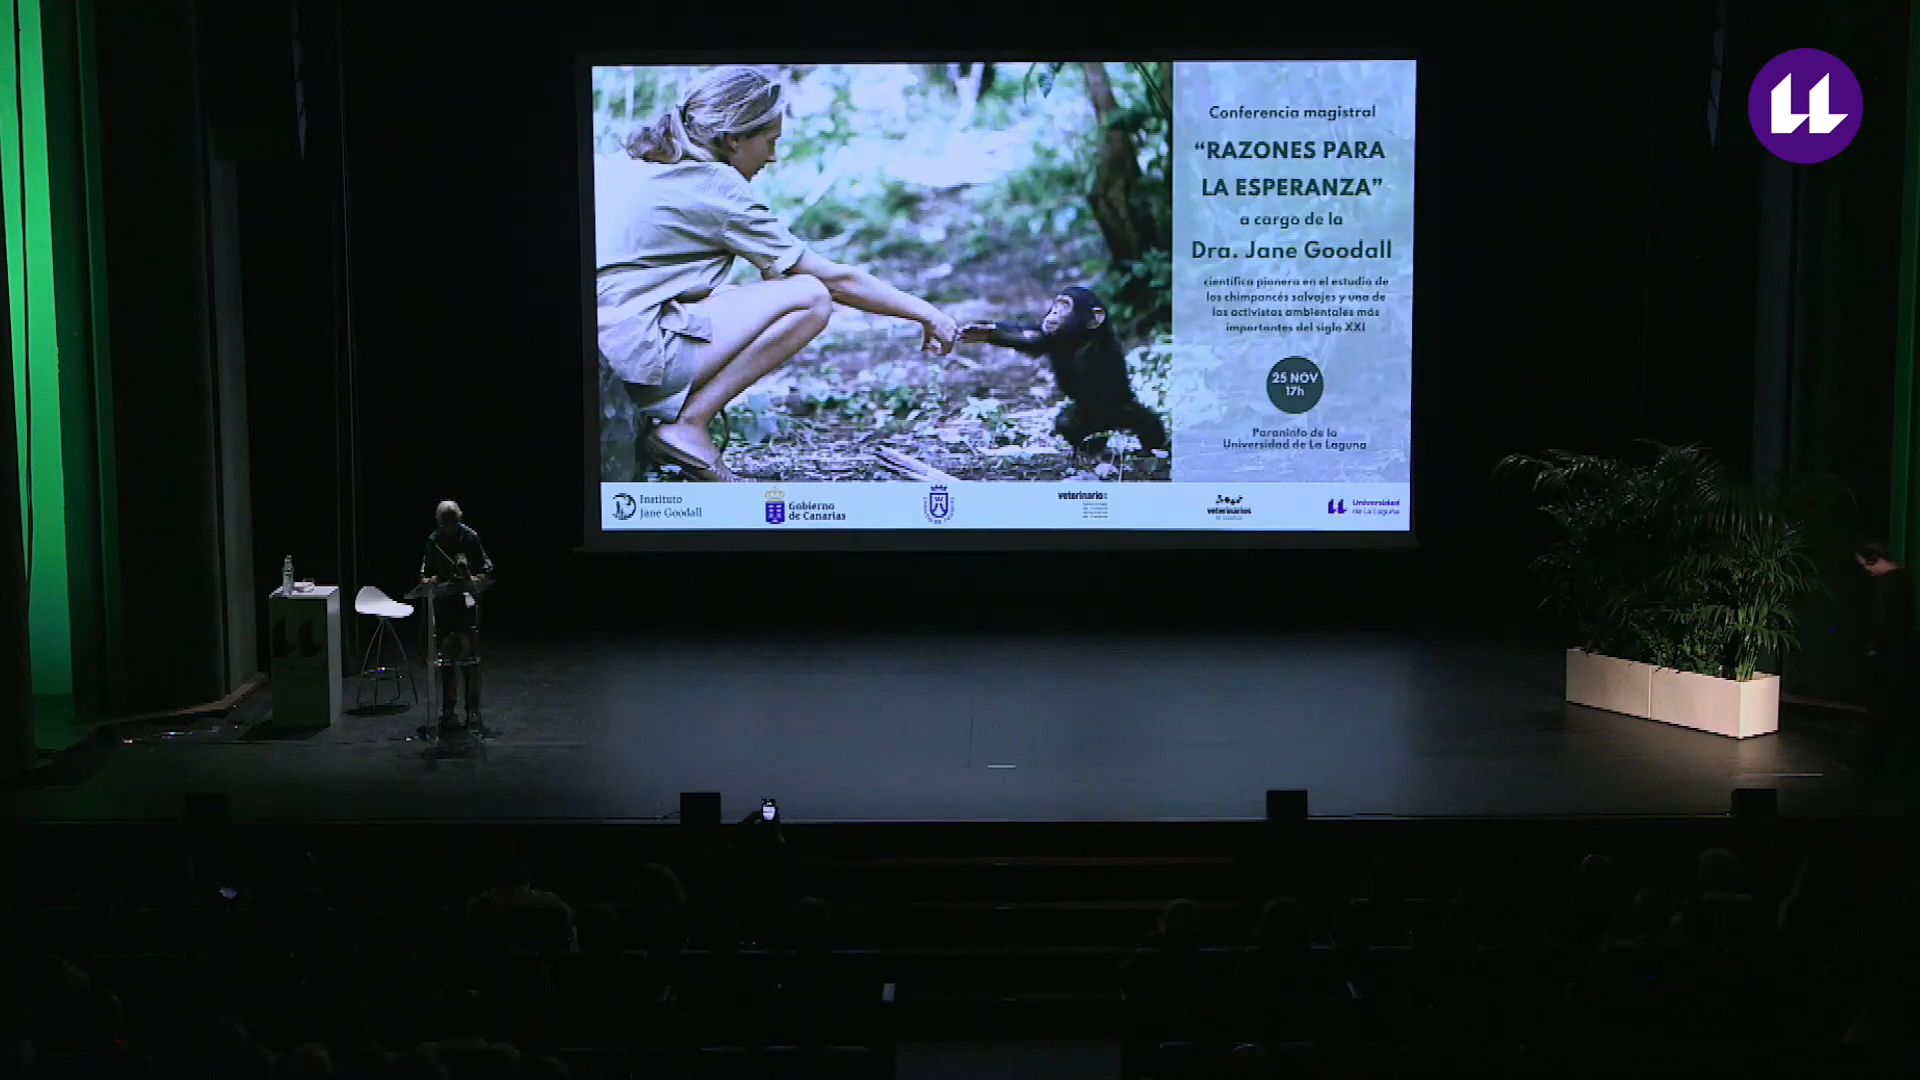 Conferencia magistral
“RAZONES PARA
LA ESPERANZA”
a cargo de la
Dra. Jane Goodall
científica pionera en el estudio de
los chimpancés salvajes y una de
las activistas ambientales más
importantes del siglo XXI
25 NOV
17h
Paraninfo de la
Universidad de La Laguna
Instituto
Jane Goodall
Gobierno
de Canarias
veterinarios
veterinarios
Universidad
de La Laguna